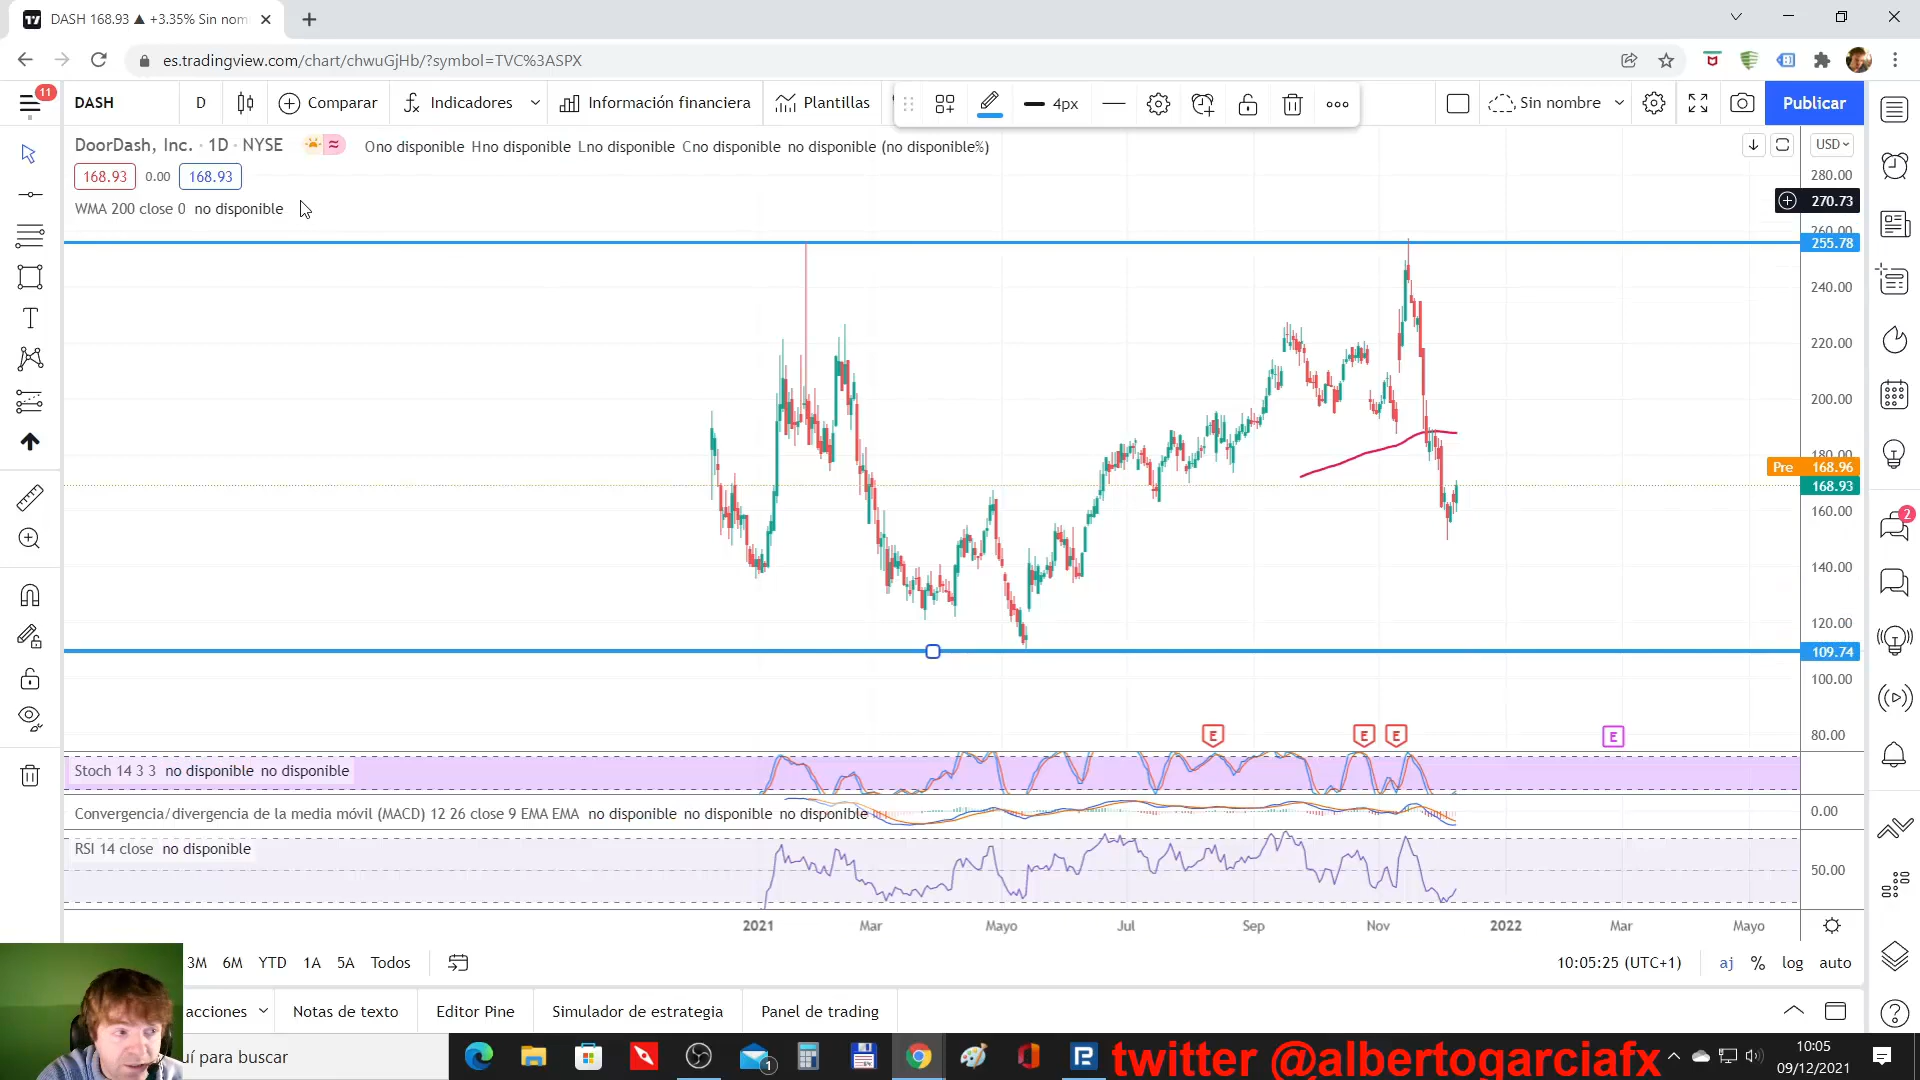 DASH 168.93 ▲ +3.35% Sin nom
es.tradingview.com/chart/chwuGjHb/?symbol=TVC%3ASPX
11
DASH
D
Comparar
Indicadores
Información financiera
Plantillas
4px
Sin nombre
Publicar
DoorDash, Inc. · 1D · NYSE
Ono disponible Hno disponible Lno disponible Cno disponible no disponible (no disponible%)
USD
168.93
0.00
168.93
WMA 200 close 0 no disponible
280.00
270.73
260.00
255.78
240.00
220.00
200.00
180.00
Pre 168.96
168.93
160.00
140.00
120.00
109.74
100.00
80.00
2
E
E
E
E
Stoch 14 3 3 no disponible no disponible
Convergencia/divergencia de la media móvil (MACD) 12 26 close 9 EMA EMA no disponible no disponible no disponible
0.00
RSI 14 close no disponible
50.00
2021
Mar
Mayo
Jul
Sep
Nov
2022
Mar
Mayo
3M
6M
YTD
1A
5A
Todos
10:05:25 (UTC+1)
aj
%
log
auto
acciones
Notas de texto
Editor Pine
Simulador de estrategia
Panel de trading
uí para buscar
1
twitter @albertogarciafx
10:05
09/12/2021